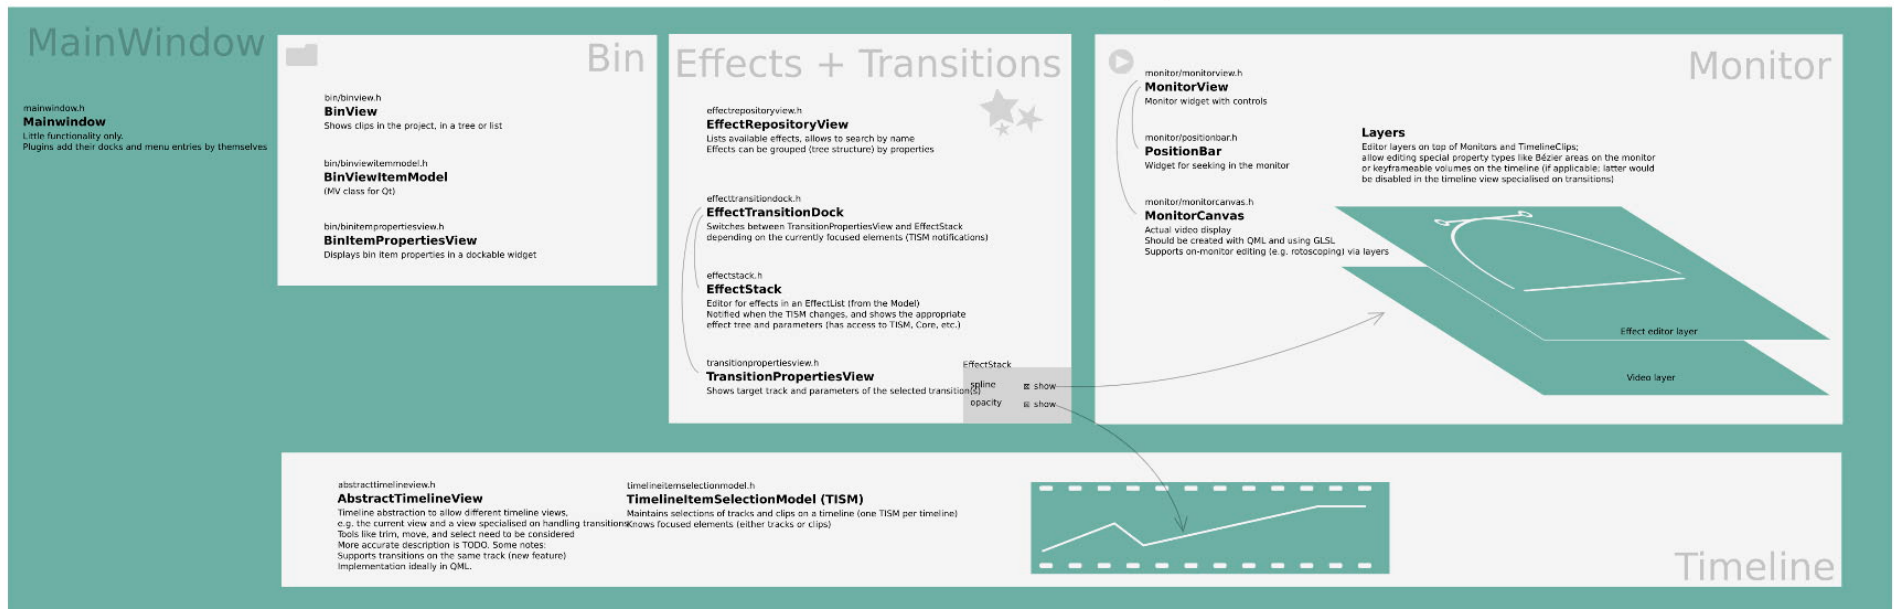 MainWindow
mainwindow.h
Mainwindow
Little functionality only.
Plugins add their docks and menu entries by themselves
Bin
bin/binview.h
BinView
Shows clips in the project, in a tree or list
bin/binviewitemmodel.h
BinViewItemModel
(MV class for Qt)
bin/binitempropertiesview.h
BinItemPropertiesView
Displays bin item properties in a dockable widget
Effects + Transitions
effectrepositoryview.h
EffectRepositoryView
Lists available effects, allows to search by name
Effects can be grouped (tree structure) by properties
effecttransitiondock.h
EffectTransitionDock
Switches between TransitionPropertiesView and EffectStack
depending on the currently focused elements (TISM notifications)
effectstack.h
EffectStack
Editor for effects in an EffectList (from the Model)
Notified when the TISM changes, and shows the appropriate
effect tree and parameters (has access to TISM, Core, etc.)
transitionpropertiesview.h
TransitionPropertiesView
Shows target track and parameters of the selected transition(s)
EffectStack
spline
show
opacity
show
Monitor
monitor/monitorview.h
MonitorView
Monitor widget with controls
monitor/positionbar.h
PositionBar
Widget for seeking in the monitor
monitor/monitorcanvas.h
MonitorCanvas
Actual video display
Should be created with QML and using GLSL
Supports on-monitor editing (e.g. rotoscoping) via layers
Layers
Editor layers on top of Monitors and TimelineClips;
allow editing special property types like Bézier areas on the monitor
or keyframeable volumes on the timeline (if applicable; latter would
be disabled in the timeline view specialised on transitions)
Effect editor layer
Video layer
abstracttimelineview.h
AbstractTimelineView
Timeline abstraction to allow different timeline views,
e.g. the current view and a view specialised on handling transitions.
Tools like trim, move, and select need to be considered
More accurate description is TODO. Some notes:
Supports transitions on the same track (new feature)
Implementation ideally in QML.
timelineitemselectionmodel.h
TimelineItemSelectionModel (TISM)
Maintains selections of tracks and clips on a timeline (one TISM per timeline)
Knows focused elements (either tracks or clips)
Timeline